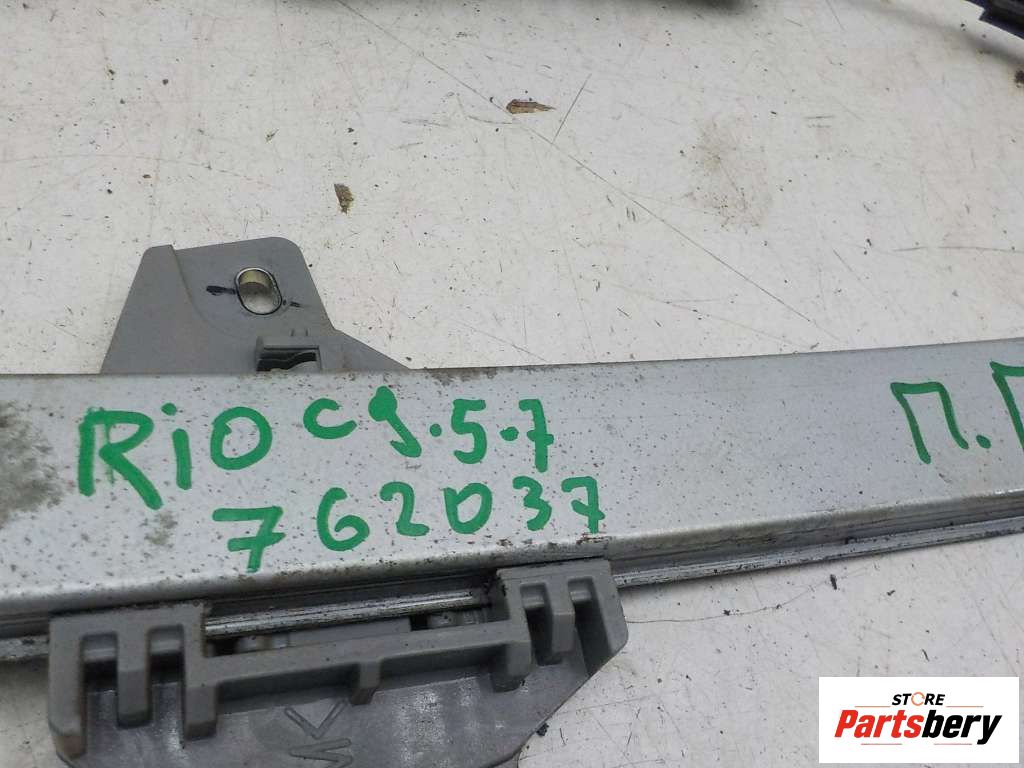 RiO C9.5.7 П.П
762037
STORE
Partsbery